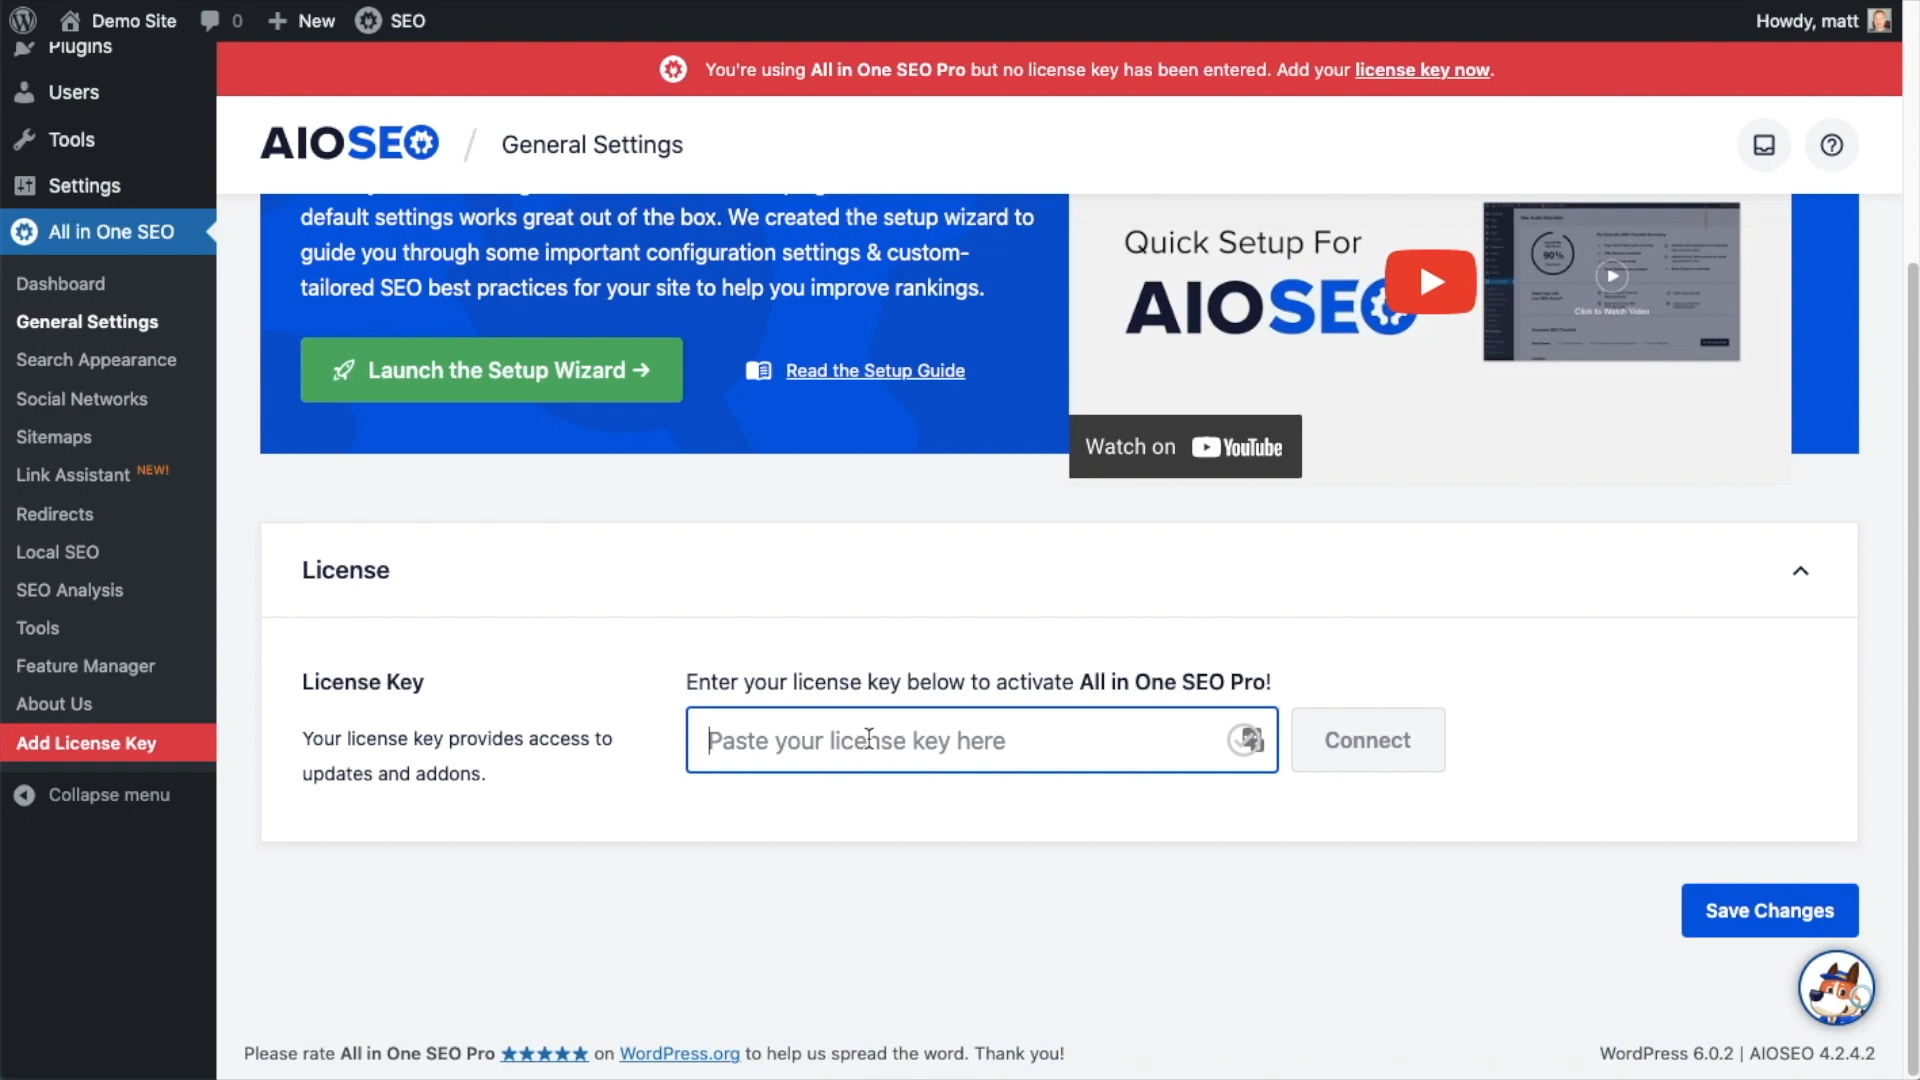 Demo Site
0
New
SEO
Howdy, matt
Plugins
Users
Tools
Settings
All in One SEO
Dashboard
General Settings
Search Appearance
Social Networks
Sitemaps
Link Assistant NEW!
Redirects
Local SEO
SEO Analysis
Tools
Feature Manager
About Us
Add License Key
Collapse menu
You're using All in One SEO Pro but no license key has been entered. Add your license key now.
AIOSEO / General Settings
default settings works great out of the box. We created the setup wizard to
guide you through some important configuration settings & custom-
tailored SEO best practices for your site to help you improve rankings.
Launch the Setup Wizard →
Read the Setup Guide
Quick Setup For
AIOSEO
90%
Click to Watch Video
Watch on YouTube
License
License Key
Your license key provides access to
updates and addons.
Enter your license key below to activate All in One SEO Pro!
Paste your license key here
Connect
Save Changes
Please rate All in One SEO Pro ★★★★★ on WordPress.org to help us spread the word. Thank you!
WordPress 6.0.2 | AIOSEO 4.2.4.2